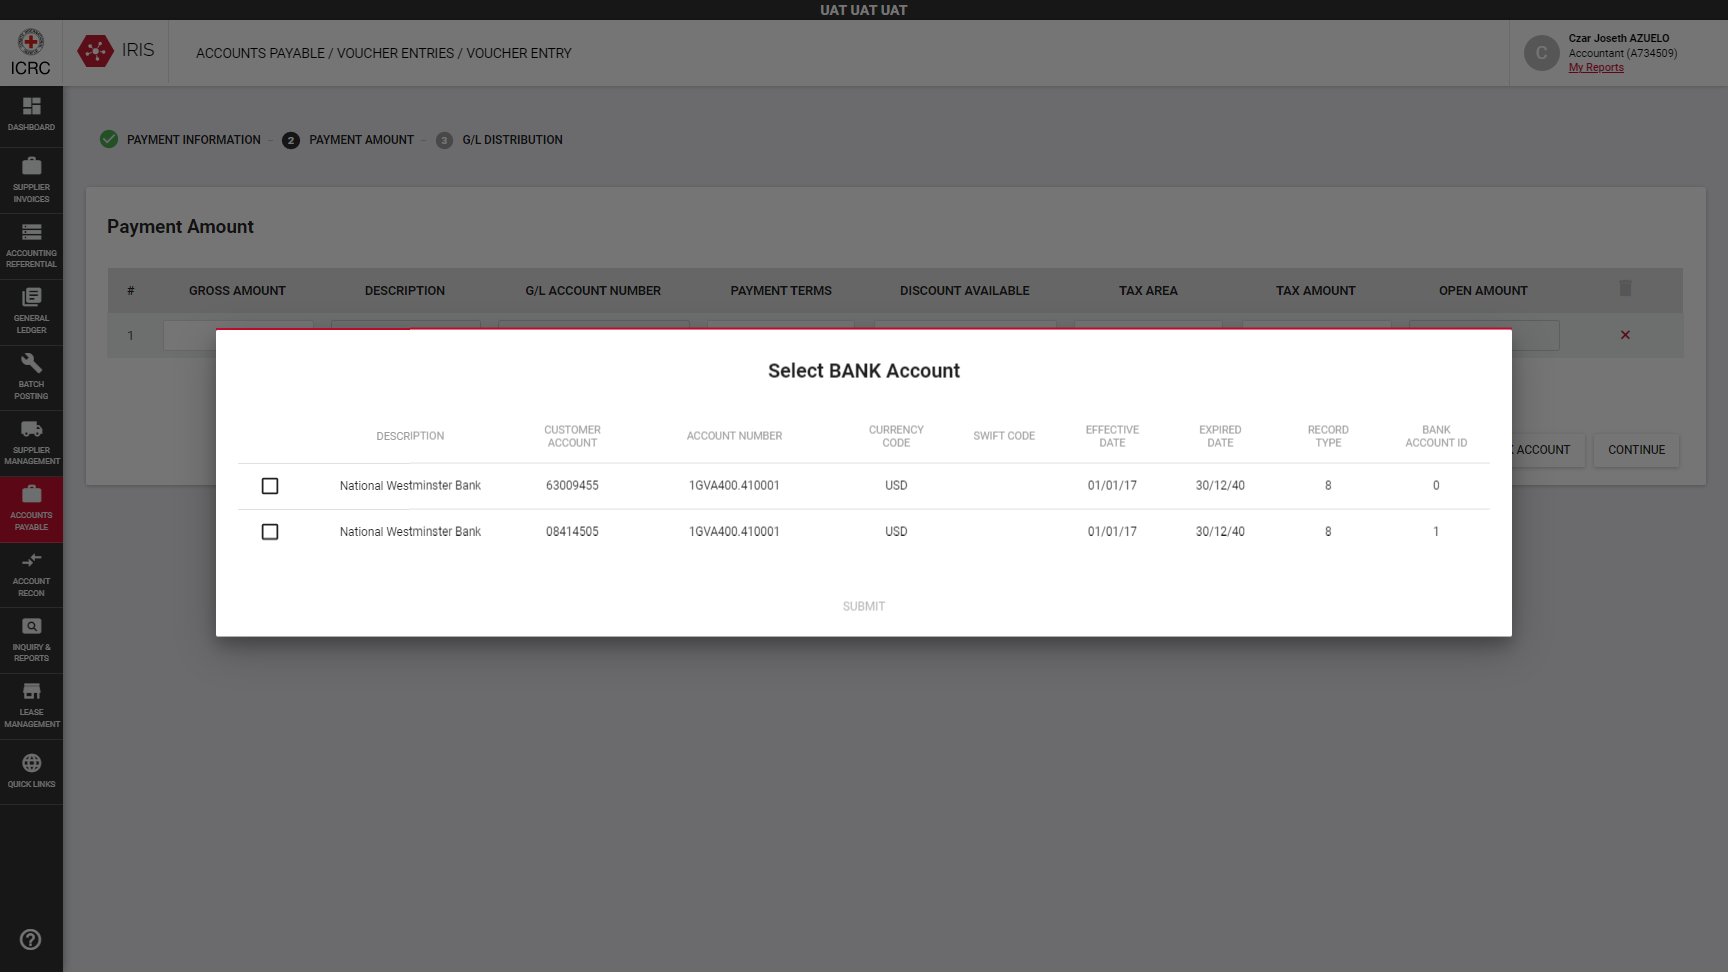 UAT UAT UAT
ICRC
IRIS
ACCOUNTS PAYABLE / VOUCHER ENTRIES / VOUCHER ENTRY
C
Czar Joseth AZUELO
Accountant (A734509)
My Reports
DASHBOARD
SUPPLIER
INVOICES
ACCOUNTING
REFERENTIAL
GENERAL
LEDGER
BATCH
POSTING
SUPPLIER
MANAGEMENT
ACCOUNTS
PAYABLE
ACCOUNT
RECON
INQUIRY &
REPORTS
LEASE
MANAGEMENT
QUICK LINKS
PAYMENT INFORMATION - 2 PAYMENT AMOUNT - 3 G/L DISTRIBUTION
Payment Amount
# GROSS AMOUNT DESCRIPTION G/L ACCOUNT NUMBER PAYMENT TERMS DISCOUNT AVAILABLE TAX AREA TAX AMOUNT OPEN AMOUNT
1
ACCOUNT CONTINUE
Select BANK Account
DESCRIPTION CUSTOMER ACCOUNT ACCOUNT NUMBER CURRENCY CODE SWIFT CODE EFFECTIVE DATE EXPIRED DATE RECORD TYPE BANK ACCOUNT ID
National Westminster Bank 63009455 1GVA400.410001 USD 01/01/17 30/12/40 8 0
National Westminster Bank 08414505 1GVA400.410001 USD 01/01/17 30/12/40 8 1
SUBMIT